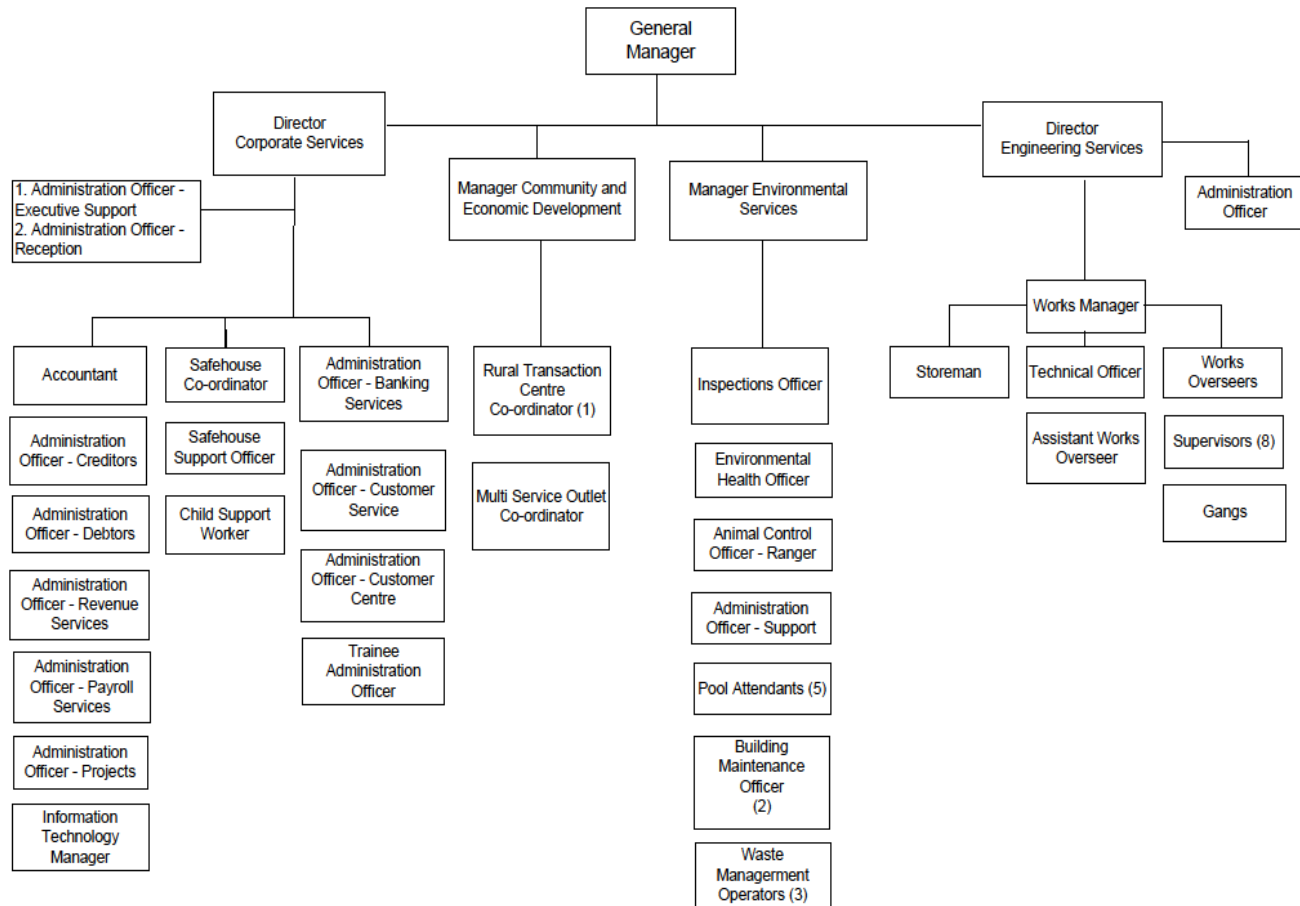 General
Manager
Director
Corporate Services
Director
Engineering Services
1. Administration Officer -
Executive Support
2. Administration Officer -
Reception
Manager Community and
Economic Development
Manager Environmental
Services
Administration
Officer
Works Manager
Accountant
Safehouse
Co-ordinator
Administration
Officer - Banking
Services
Rural Transaction
Centre
Co-ordinator (1)
Inspections Officer
Storeman
Technical Officer
Works
Overseers
Administration
Officer - Creditors
Safehouse
Support Officer
Administration
Officer - Customer
Service
Multi Service Outlet
Co-ordinator
Environmental
Health Officer
Assistant Works
Overseer
Supervisors (8)
Administration
Officer - Debtors
Child Support
Worker
Administration
Officer - Customer
Centre
Animal Control
Officer - Ranger
Gangs
Administration
Officer - Revenue
Services
Trainee
Administration
Officer
Administration
Officer - Support
Administration
Officer - Payroll
Services
Pool Attendants (5)
Administration
Officer - Projects
Building
Maintenance
Officer
(2)
Information
Technology
Manager
Waste
Managermént
Operators (3)